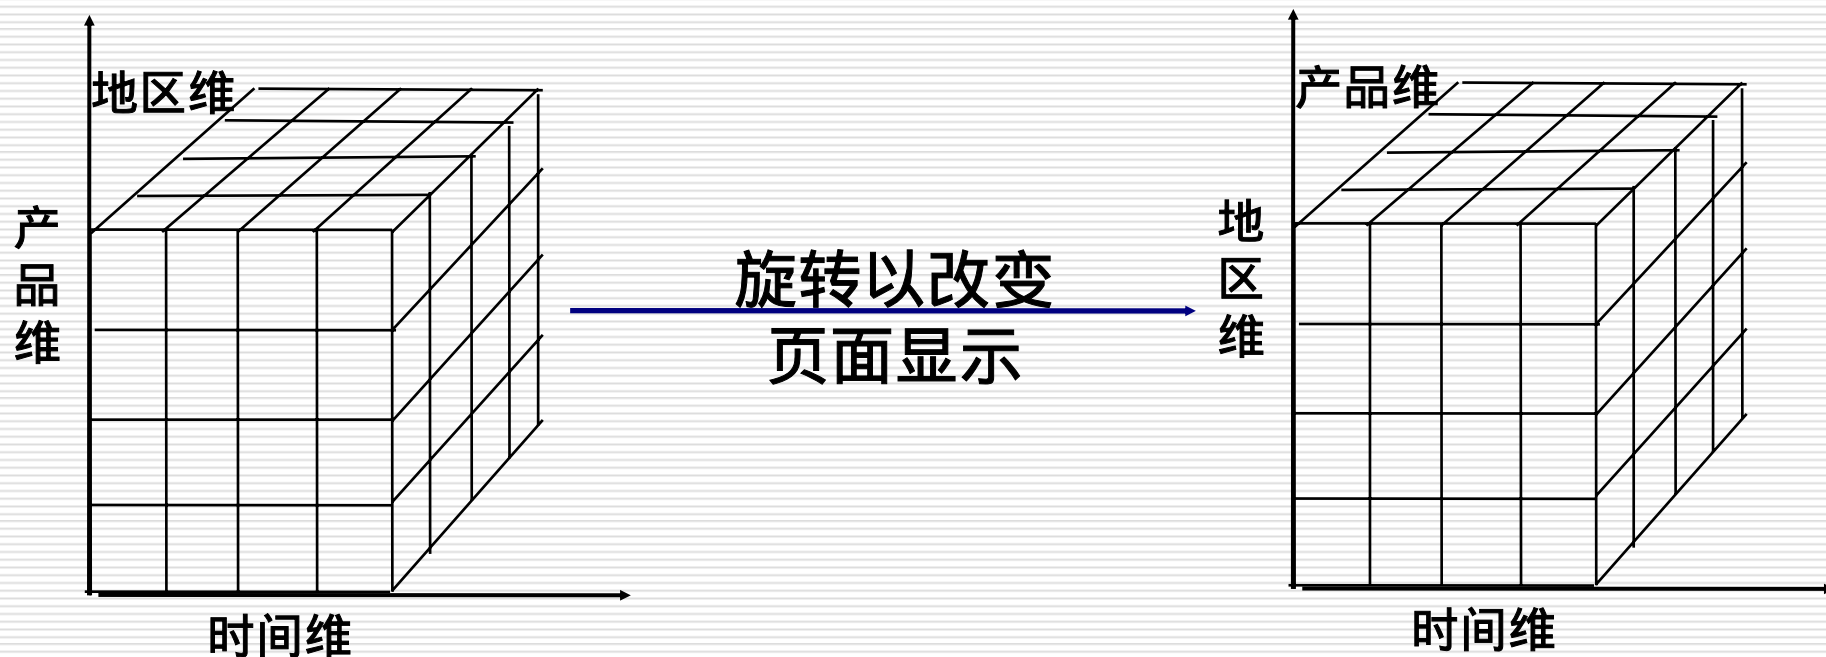 地区维
产品维
时间维
旋转以改变
页面显示
产品维
地区维
时间维